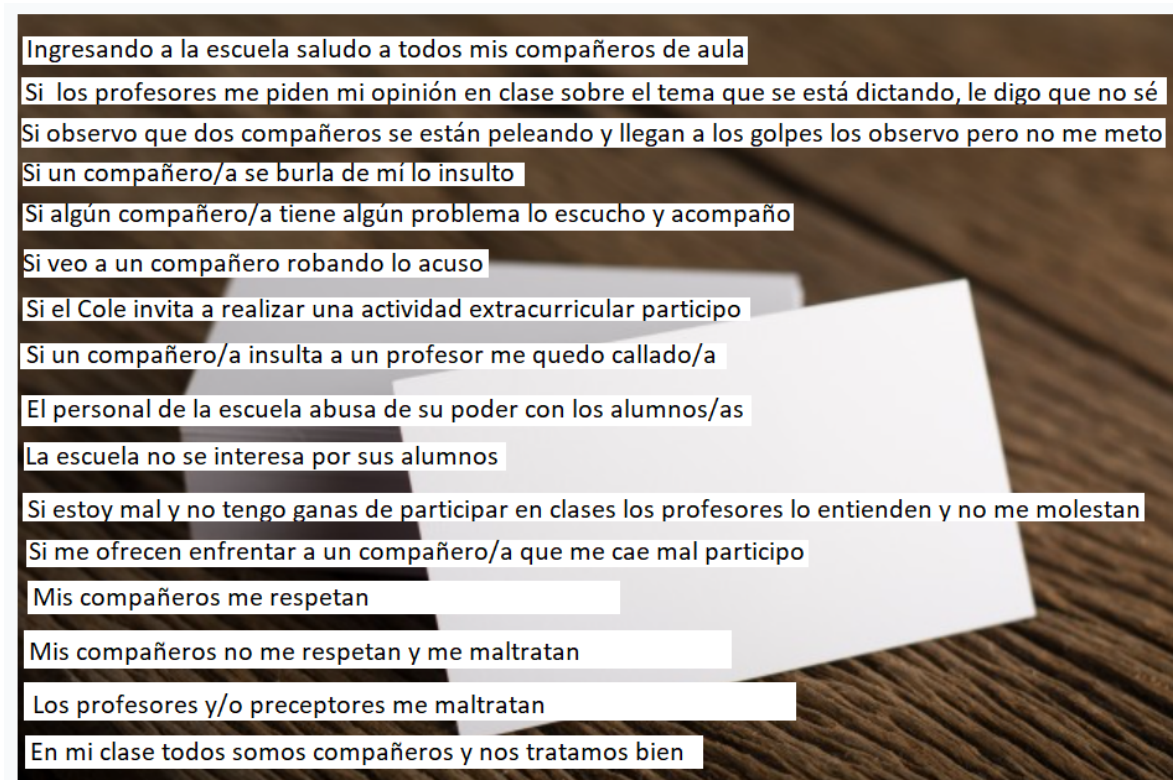 Ingresando a la escuela saludo a todos mis compañeros de aula
Si los profesores me piden mi opinión en clase sobre el tema que se está dictando, le digo que no sé
Si observo que dos compañeros se están peleando y llegan a los golpes los observo pero no me meto
Si un compañero/a se burla de mí lo insulto
Si algún compañero/a tiene algún problema lo escucho y acompaño
Si veo a un compañero robando lo acuso
Si el Cole invita a realizar una actividad extracurricular participo
Si un compañero/a insulta a un profesor me quedo callado/a
El personal de la escuela abusa de su poder con los alumnos/as
La escuela no se interesa por sus alumnos
Si estoy mal y no tengo ganas de participar en clases los profesores lo entienden y no me molestan
Si me ofrecen enfrentar a un compañero/a que me cae mal participo
Mis compañeros me respetan
Mis compañeros no me respetan y me maltratan
Los profesores y/o preceptores me maltratan
En mi clase todos somos compañeros y nos tratamos bien